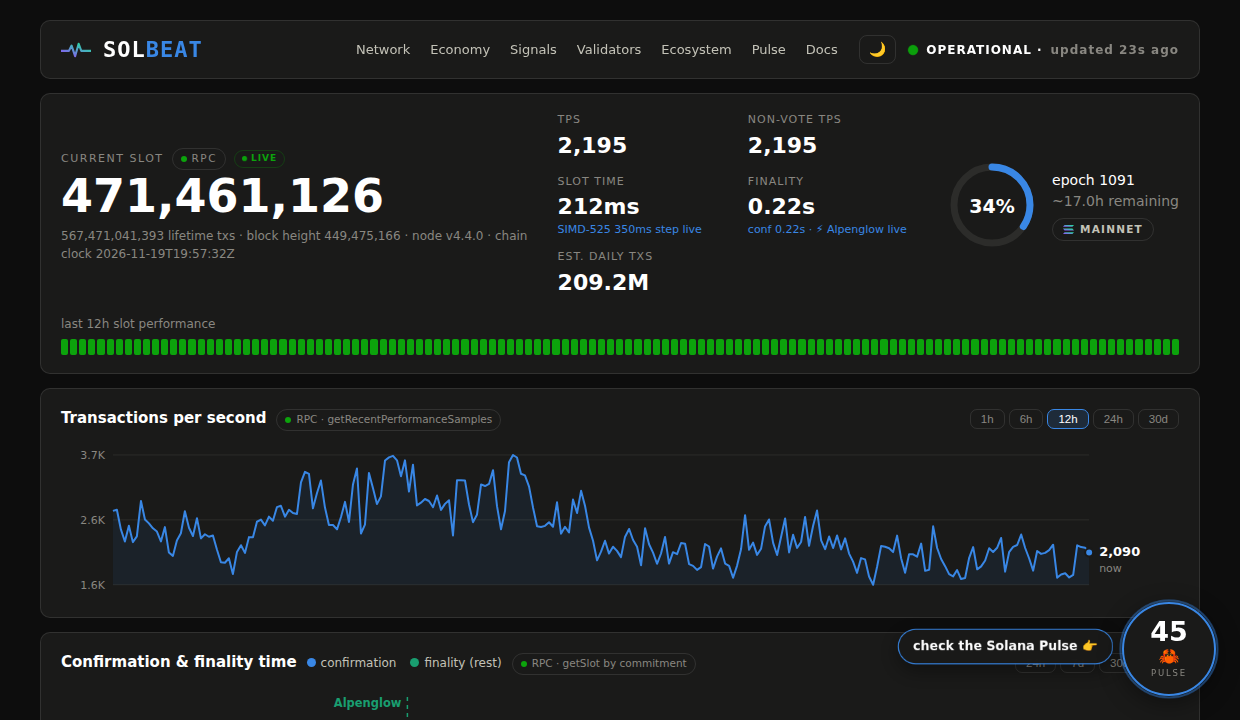 SOLBEAT
Network Economy Signals Validators Ecosystem Pulse Docs
OPERATIONAL · updated 23s ago
CURRENT SLOT RPC LIVE
471,461,126
567,471,041,393 lifetime txs · block height 449,475,166 · node v4.4.0 · chain
clock 2026-11-19T19:57:32Z
TPS
2,195
NON-VOTE TPS
2,195
SLOT TIME
212ms
SIMD-525 350ms step live
FINALITY
0.22s
conf 0.22s · ⚡ Alpenglow live
EST. DAILY TXS
209.2M
34%
epoch 1091
~17.0h remaining
MAINNET
last 12h slot performance
Transactions per second RPC · getRecentPerformanceSamples
1h 6h 12h 24h 30d
3.7K
2.6K
1.6K
2,090
now
Confirmation & finality time confirmation finality (rest) RPC · getSlot by commitment
Alpenglow
check the Solana Pulse 👉
45
PULSE